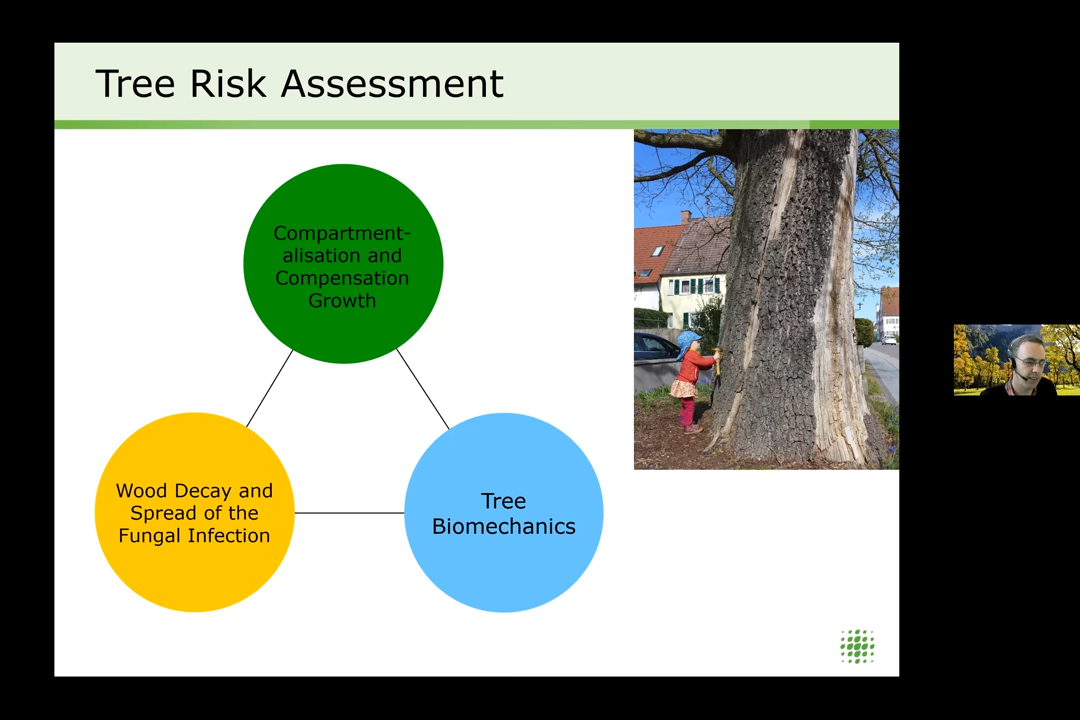 Tree Risk Assessment
Compartment-
alisation and
Compensation
Growth
Wood Decay and
Spread of the
Fungal Infection
Tree
Biomechanics